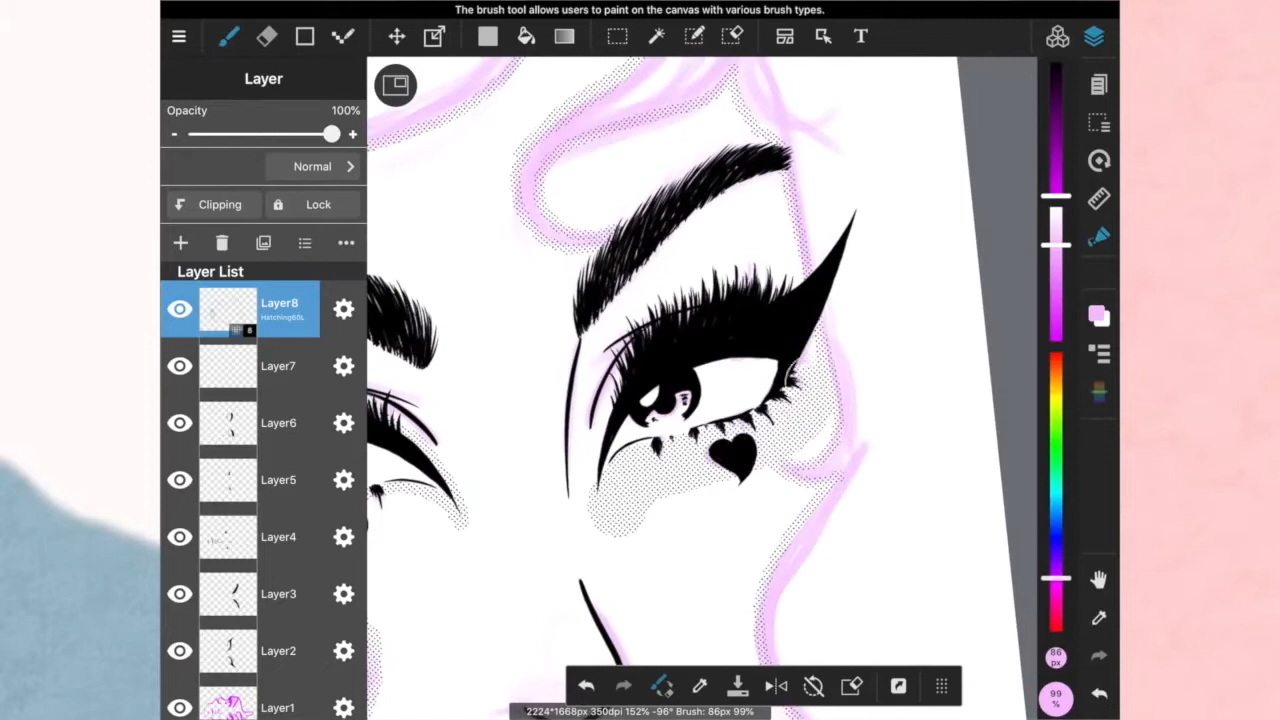 The brush tool allows users to paint on the canvas with various brush types.
T
Layer
Opacity 100%
- +
Normal
Clipping Lock
Layer List
Layer8
Hatching60L
8
Layer7
Layer6
Layer5
Layer4
Layer3
Layer2
Layer1
86
px
99
%
2224*1668px 350dpi 152% -96° Brush: 86px 99%